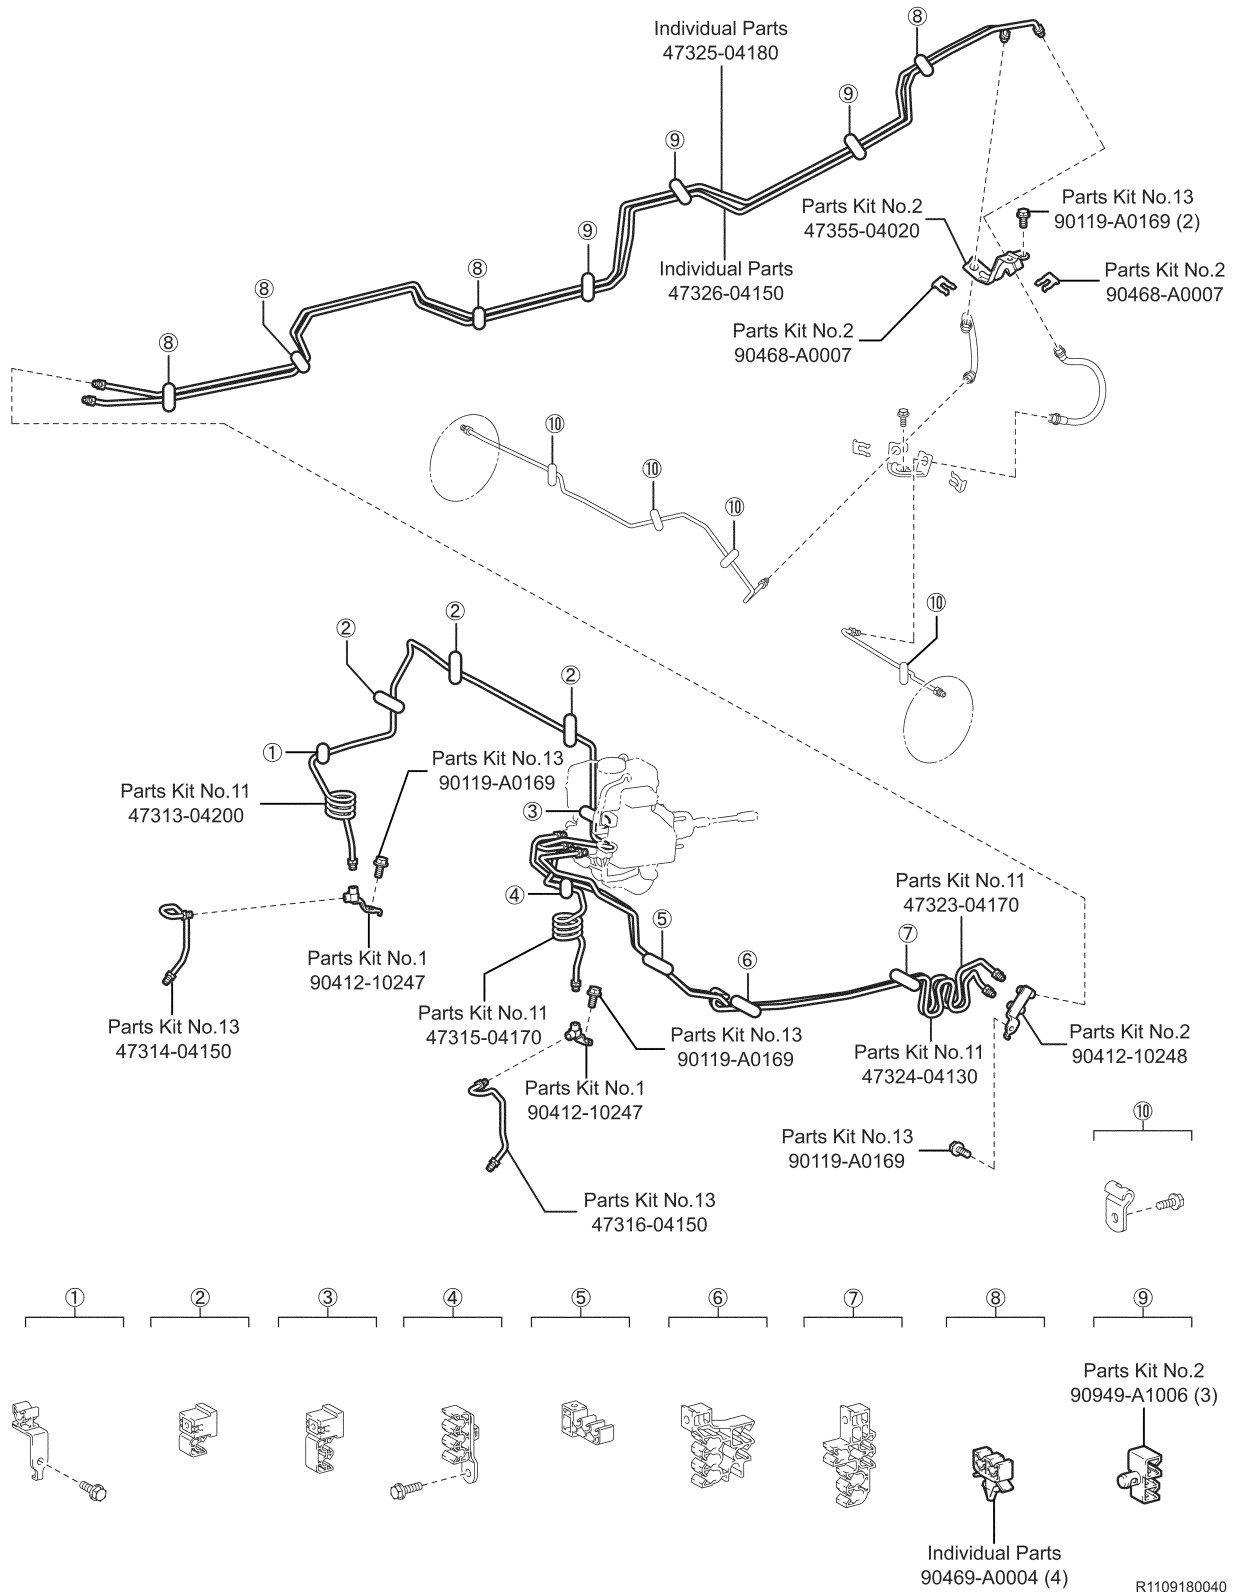 ⑧
Individual Parts
47325-04180
⑨
⑨
Parts Kit No.2
47355-04020
Parts Kit No.13
90119-A0169 (2)
⑨
Individual Parts
47326-04150
Parts Kit No.2
90468-A0007
⑧
⑧
Parts Kit No.2
90468-A0007
⑧
⑩
⑩
⑩
⑩
②
②
②
①
Parts Kit No.13
90119-A0169
Parts Kit No.11
47313-04200
③
④
Parts Kit No.11
47323-04170
⑤
⑦
⑥
Parts Kit No.1
90412-10247
Parts Kit No.13
47314-04150
Parts Kit No.11
47315-04170
Parts Kit No.13
90119-A0169
Parts Kit No.11
47324-04130
Parts Kit No.2
90412-10248
Parts Kit No.1
90412-10247
Parts Kit No.13
90119-A0169
⑩
Parts Kit No.13
47316-04150
①
②
③
④
⑤
⑥
⑦
⑧
⑨
Parts Kit No.2
90949-A1006 (3)
Individual Parts
90469-A0004 (4)
R1109180040